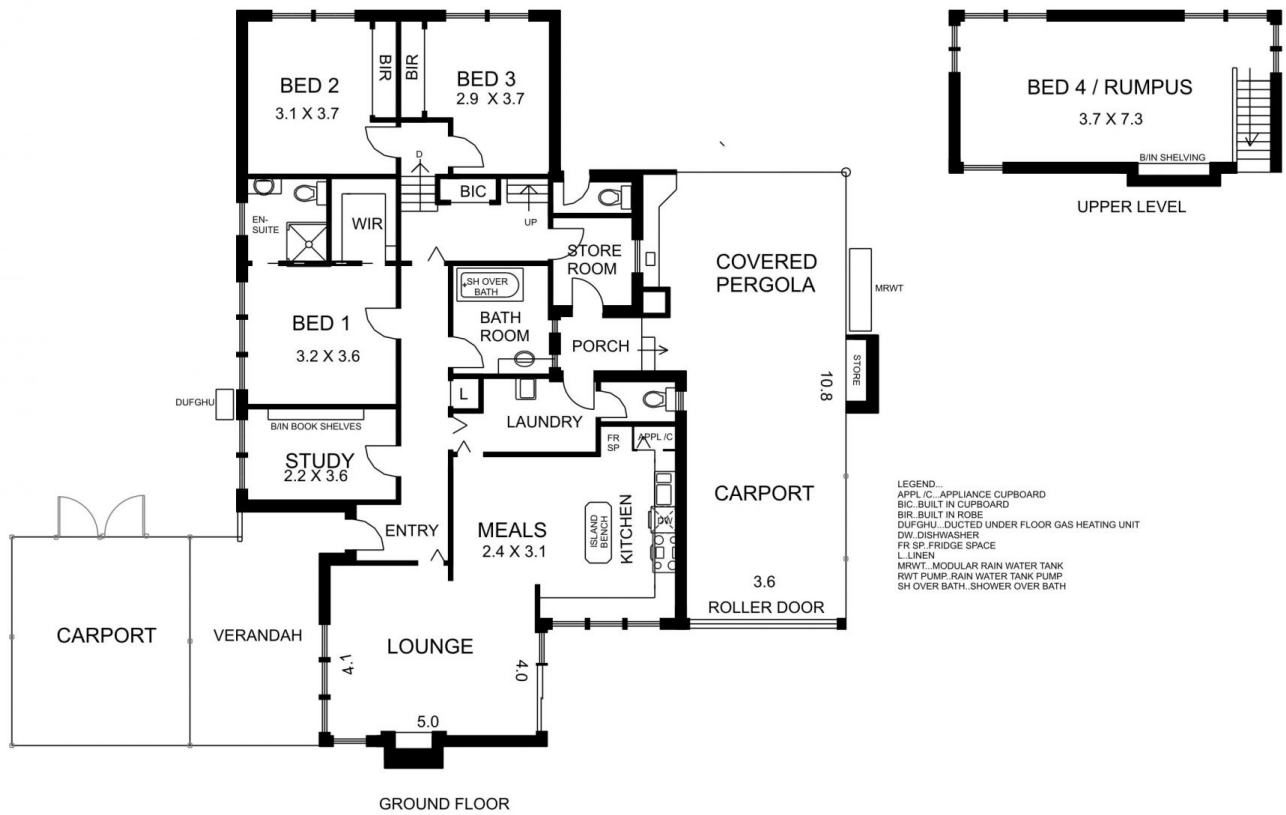 BED 2
3.1 X 3.7
BIR
BIR
BED 3
2.9 X 3.7
D
BIC
UP
EN-
SUITE
WIR
STORE
ROOM
SH OVER
BATH
BATH
ROOM
BED 1
3.2 X 3.6
PORCH
COVERED
PERGOLA
MRWT
STORE
10.8
DUFGHU
B/IN BOOK SHELVES
STUDY
2.2 X 3.6
L
LAUNDRY
FR
SP
APPL /C
ENTRY
MEALS
2.4 X 3.1
ISLAND
BENCH
KITCHEN
DW
CARPORT
3.6
ROLLER DOOR
CARPORT
VERANDAH
LOUNGE
4.1
4.0
5.0
GROUND FLOOR
BED 4 / RUMPUS
3.7 X 7.3
B/IN SHELVING
UPPER LEVEL
LEGEND...
APPL /C...APPLIANCE CUPBOARD
BIC..BUILT IN CUPBOARD
BIR..BUILT IN ROBE
DUFGHU...DUCTED UNDER FLOOR GAS HEATING UNIT
DW..DISHWASHER
FR SP..FRIDGE SPACE
L..LINEN
MRWT...MODULAR RAIN WATER TANK
RWT PUMP..RAIN WATER TANK PUMP
SH OVER BATH..SHOWER OVER BATH